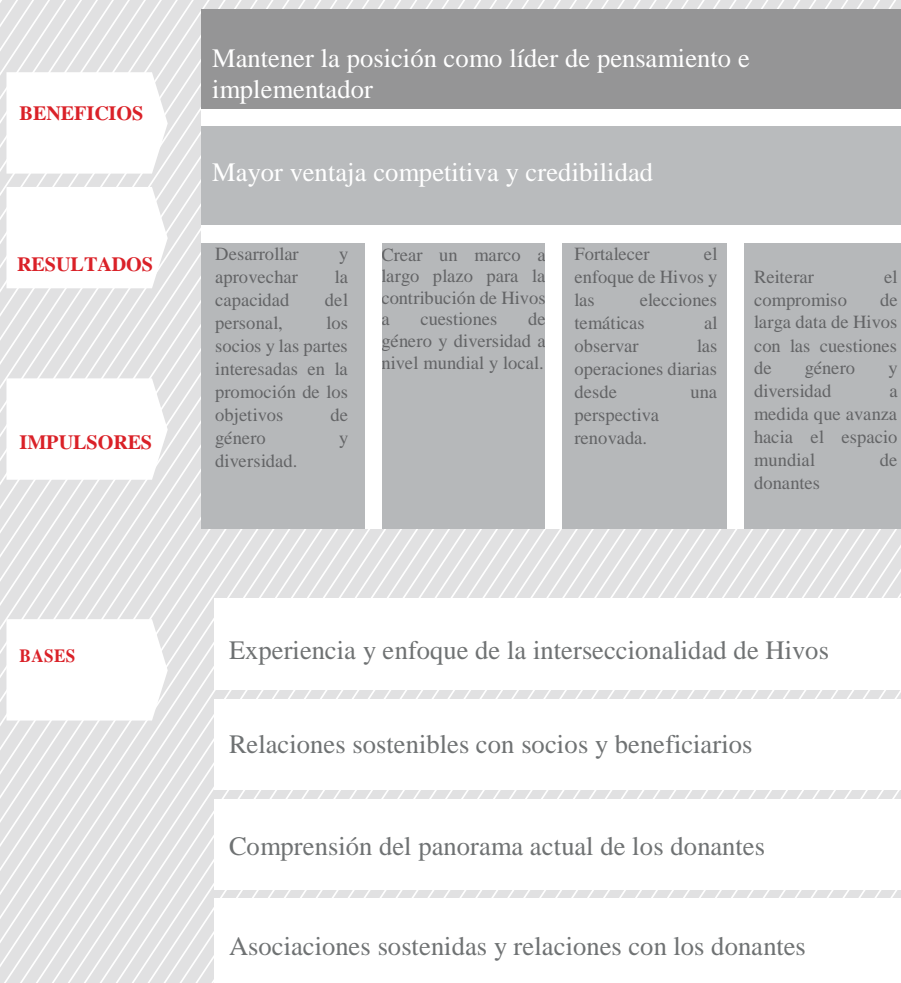 BENEFICIOS
Mantener la posición como líder de pensamiento e
implementador
RESULTADOS
Mayor ventaja competitiva y credibilidad
IMPULSORES
Desarrollar y
aprovechar la
capacidad del
personal, los
socios y las partes
interesadas en la
promoción de los
objetivos de
género y
diversidad.
Crear un marco a
largo plazo para la
contribución de Hivos
a cuestiones de
género y diversidad a
nivel mundial y local.
Fortalecer el
enfoque de Hivos y
las elecciones
temáticas al
observar las
operaciones diarias
desde una
perspectiva
renovada.
Reiterar el
compromiso de
larga data de Hivos
con las cuestiones
de género y
diversidad a
medida que avanza
hacia el espacio
mundial de
donantes
BASES
Experiencia y enfoque de la interseccionalidad de Hivos
Relaciones sostenibles con socios y beneficiarios
Comprensión del panorama actual de los donantes
Asociaciones sostenidas y relaciones con los donantes